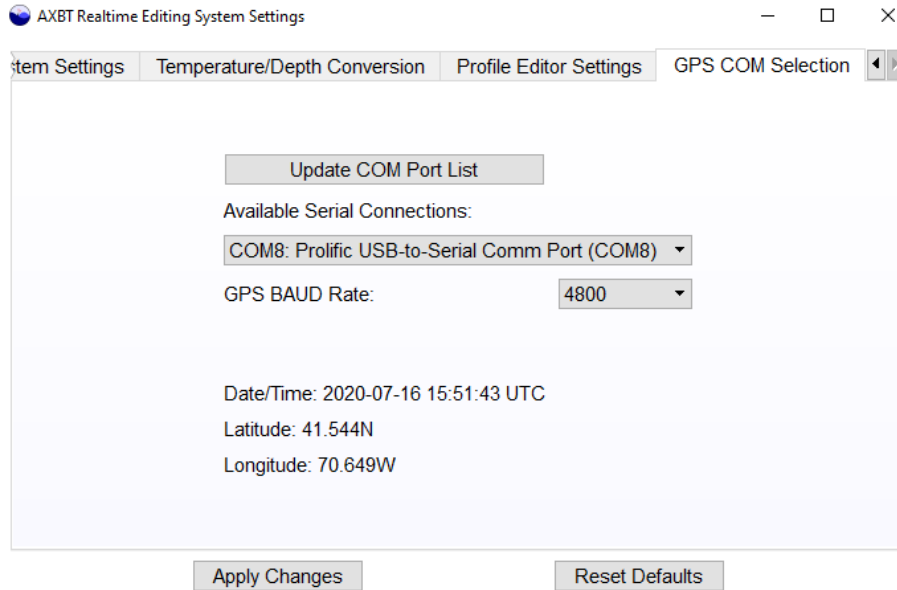 AXBT Realtime Editing System Settings
tem Settings Temperature/Depth Conversion Profile Editor Settings GPS COM Selection
Update COM Port List
Available Serial Connections:
COM8: Prolific USB-to-Serial Comm Port (COM8)
GPS BAUD Rate: 4800
Date/Time: 2020-07-16 15:51:43 UTC
Latitude: 41.544N
Longitude: 70.649W
Apply Changes Reset Defaults